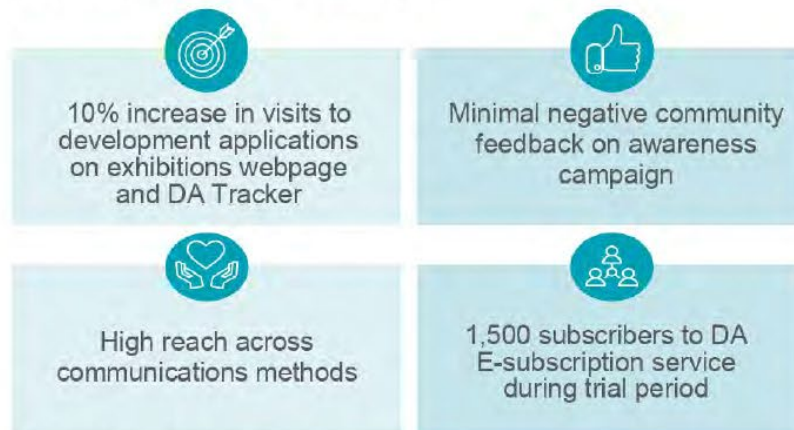 10% increase in visits to
development applications
on exhibitions webpage
and DA Tracker
Minimal negative community
feedback on awareness
campaign
High reach across
communications methods
1,500 subscribers to DA
E-subscription service
during trial period